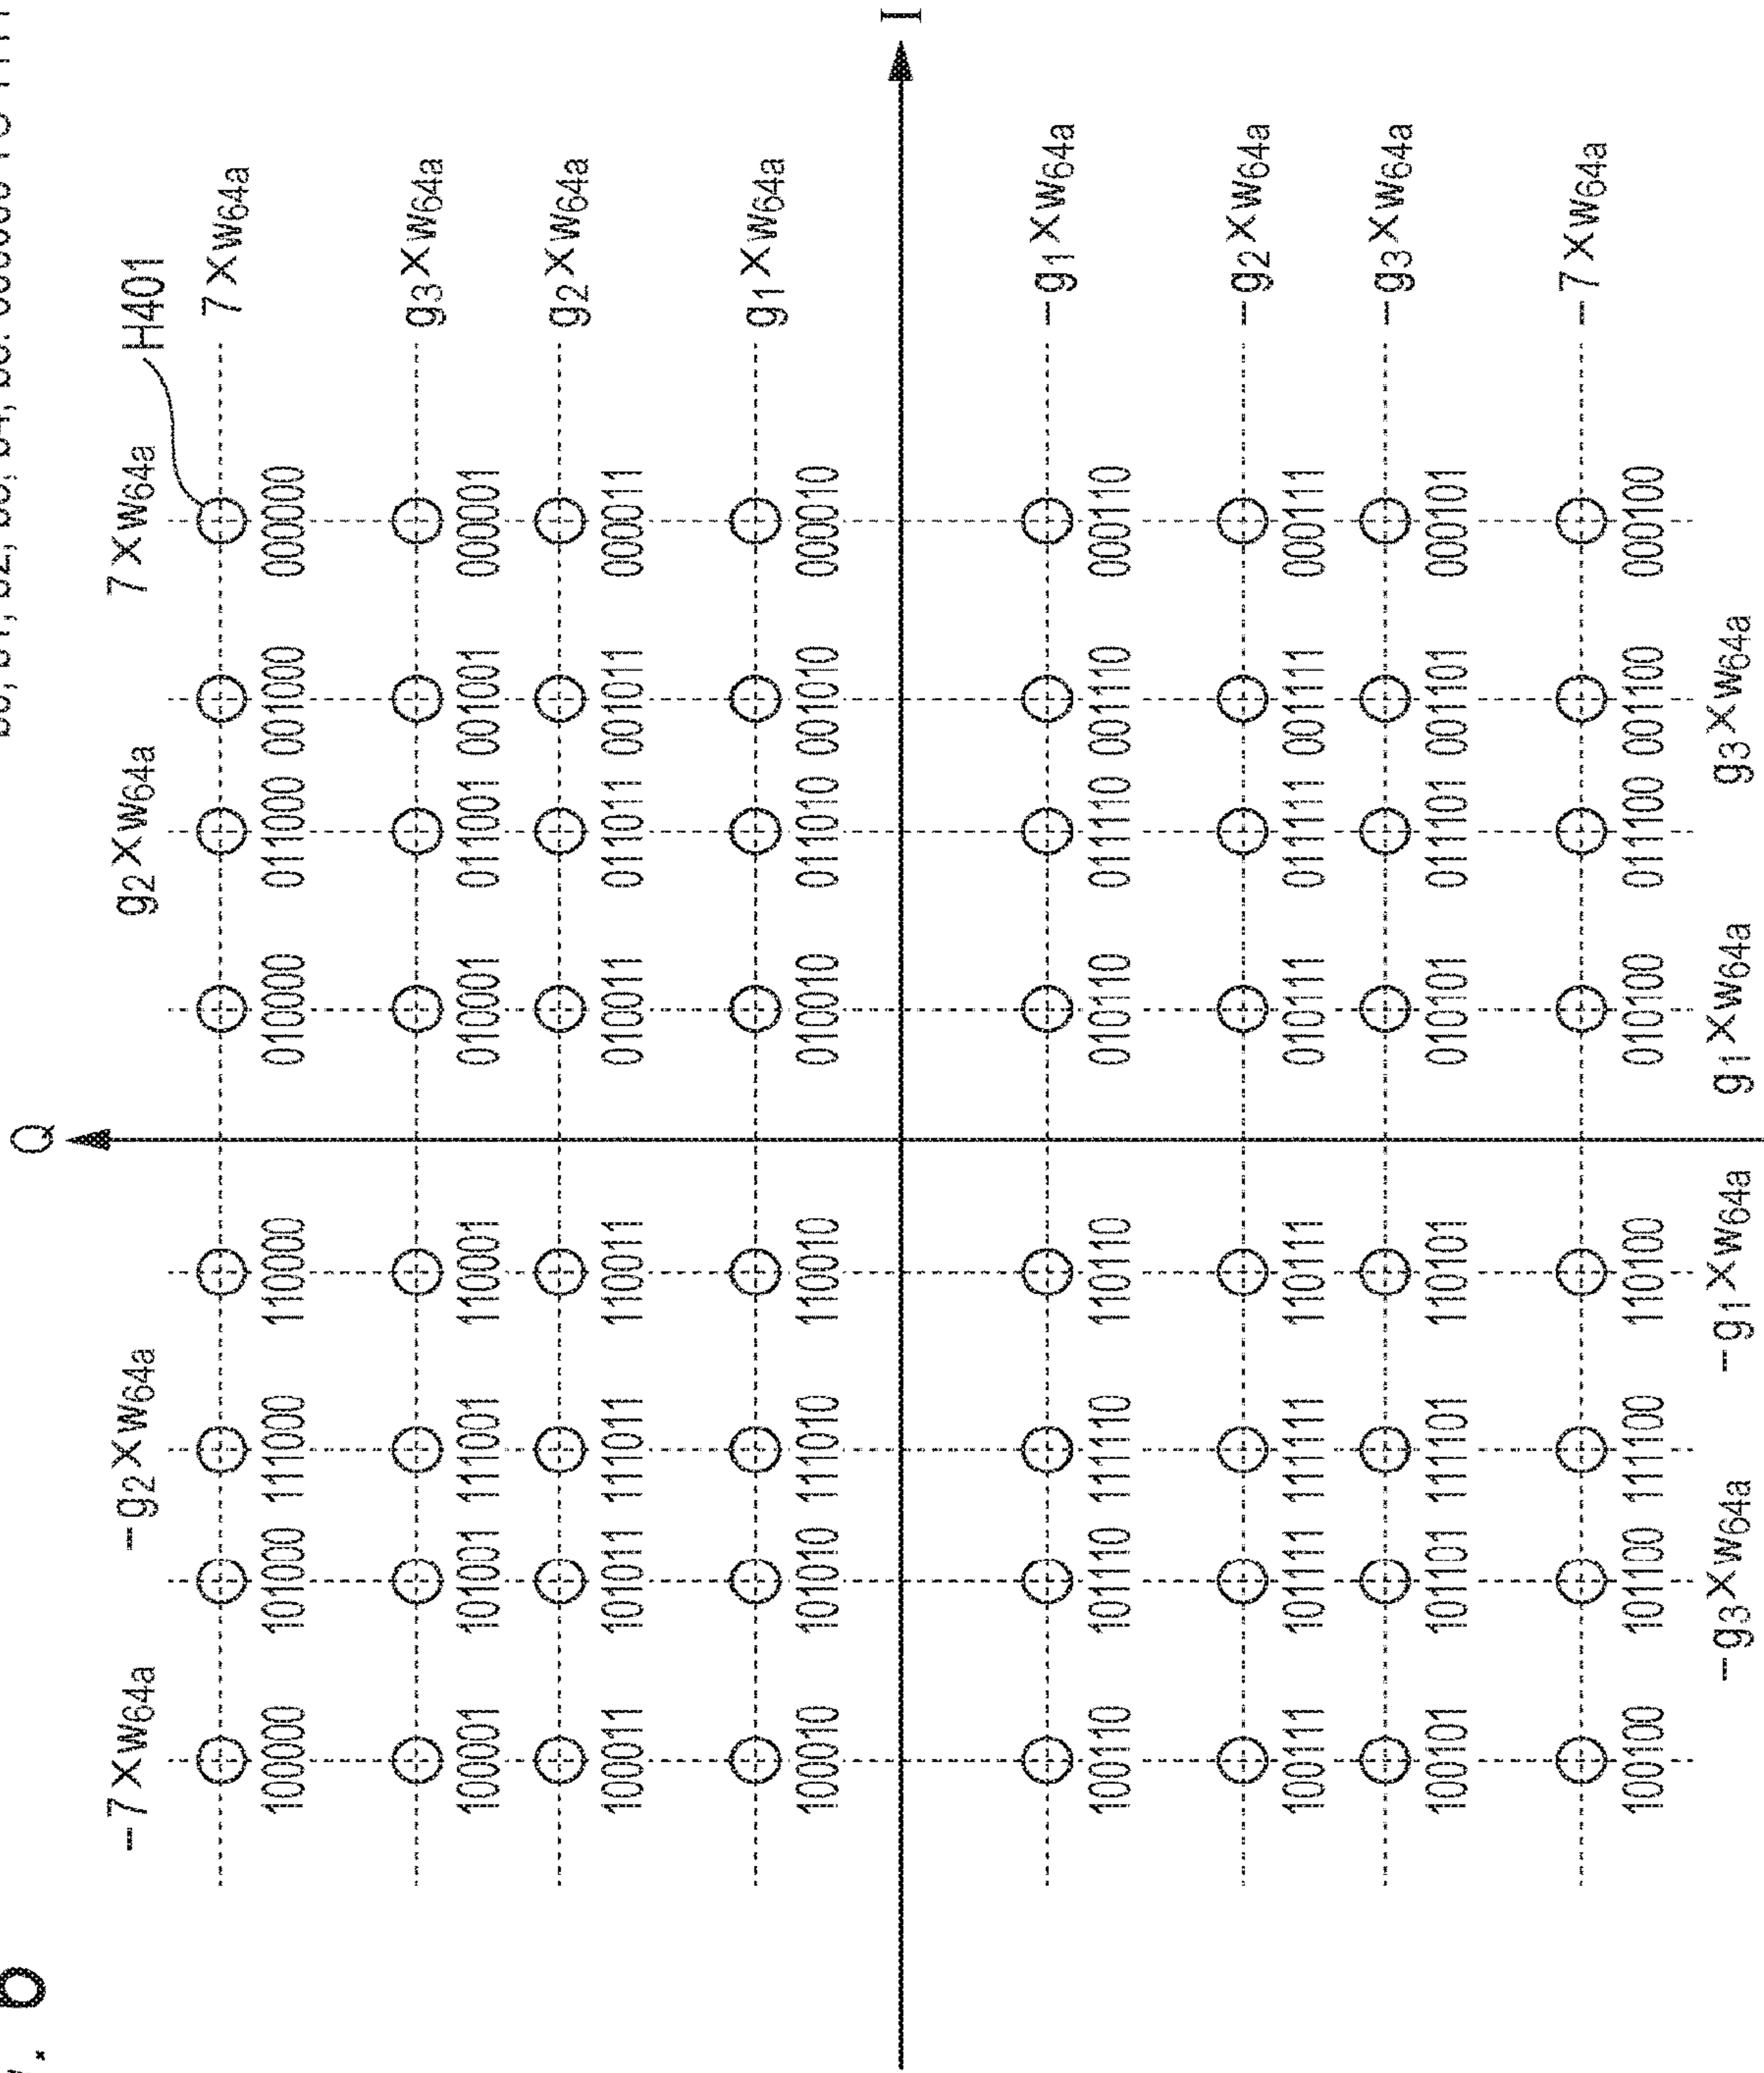 Q
−7×w64a −g2×w64a g2×w64a 7×w64a H401
7×w64a
100000 101000 111000 110000 010000 011000 001000 000000
g3×w64a
100001 101001 111001 110001 010001 011001 001001 000001
g2×w64a
100011 101011 111011 110011 010011 011011 001011 000011
g1×w64a
100010 101010 111010 110010 010010 011010 001010 000010
I
−g1×w64a
100110 101110 111110 110110 010110 011110 001110 000110
−g2×w64a
100111 101111 111111 110111 010111 011111 001111 000111
−g3×w64a
100101 101101 111101 110101 010101 011101 001101 000101
−7×w64a
100100 101100 111100 110100 010100 011100 001100 000100
−g3×w64a −g1×w64a g1×w64a g3×w64a